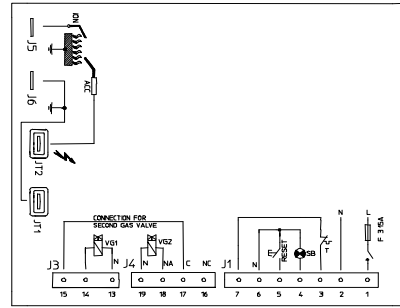 J5
ION
J6
ACC
JT2
JT1
CONNECTION FOR
SECOND GAS VALVE
VG1
N
VG2
N NA C NC
J3
15 14 13
J4
19 18 17 16
N
L
F 3.15A
T
E
RESET
SB
N
J1
7 6 5 4 3 2 1